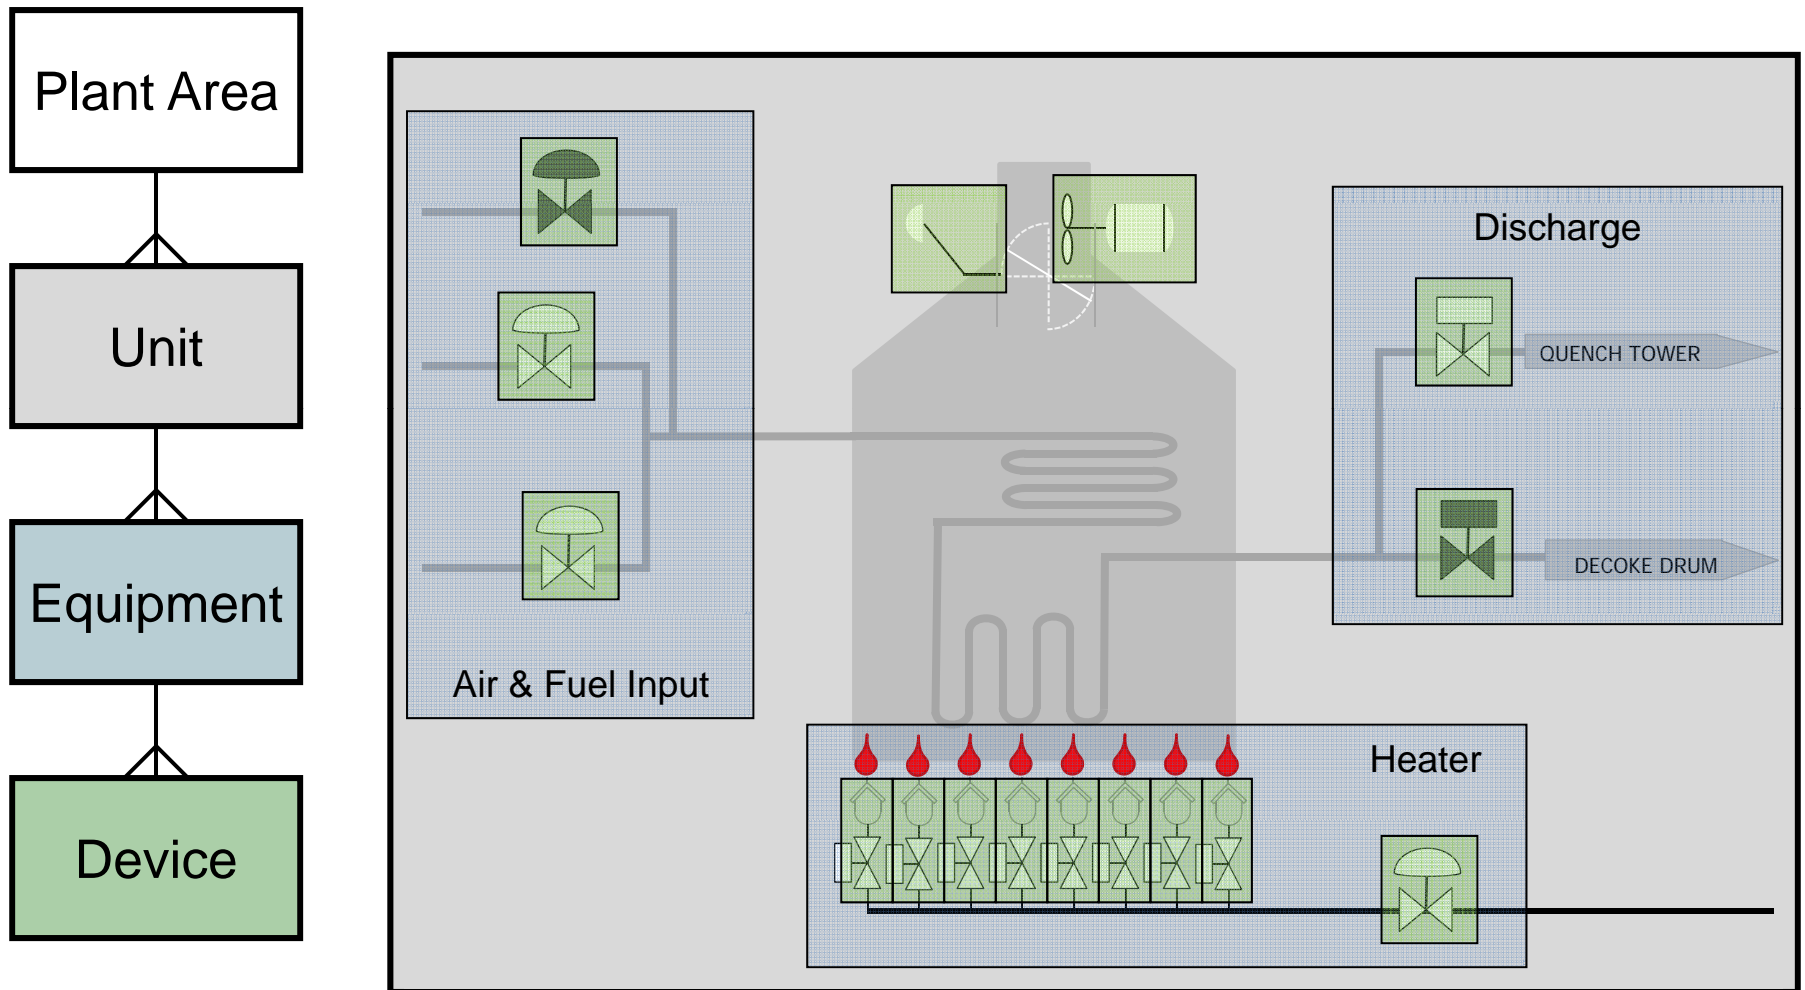 Plant Area
Unit
Equipment
Device
Air & Fuel Input
Discharge
QUENCH TOWER
DECOKE DRUM
Heater